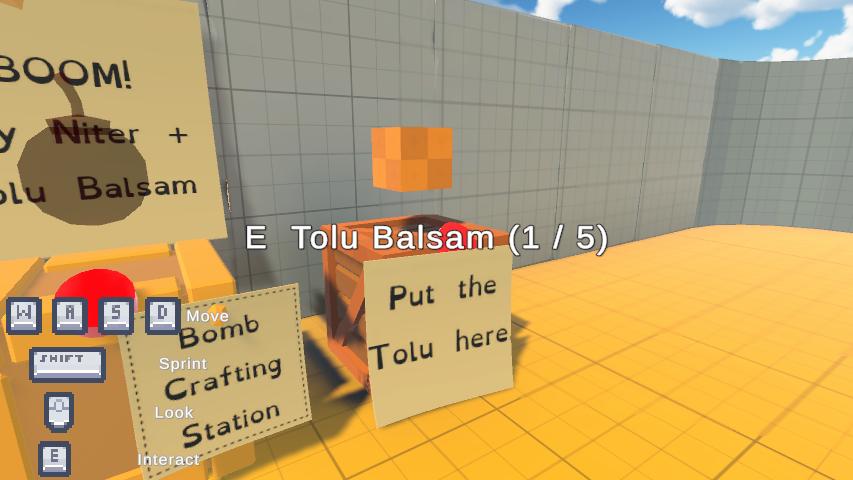 BOOM!
y Niter +
olu Balsam
E Tolu Balsam (1 / 5)
Put the
Tolu here
Bomb
Crafting
Station
W A S D Move
SHIFT Sprint
Look
E Interact